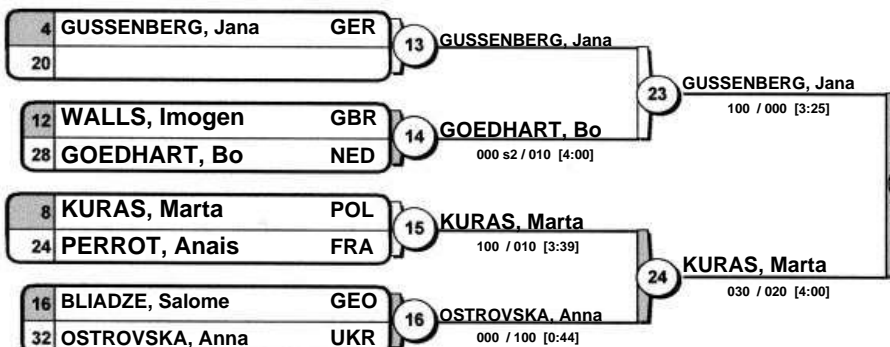 4 GUSSENBERG, Jana GER
20
13
GUSSENBERG, Jana
12 WALLS, Imogen GBR
28 GOEDHART, Bo NED
14
GOEDHART, Bo
000 s2 / 010 [4:00]
23
GUSSENBERG, Jana
100 / 000 [3:25]
8 KURAS, Marta POL
24 PERROT, Anais FRA
15
KURAS, Marta
100 / 010 [3:39]
16 BLIADZE, Salome GEO
32 OSTROVSKA, Anna UKR
16
OSTROVSKA, Anna
000 / 100 [0:44]
24
KURAS, Marta
030 / 020 [4:00]